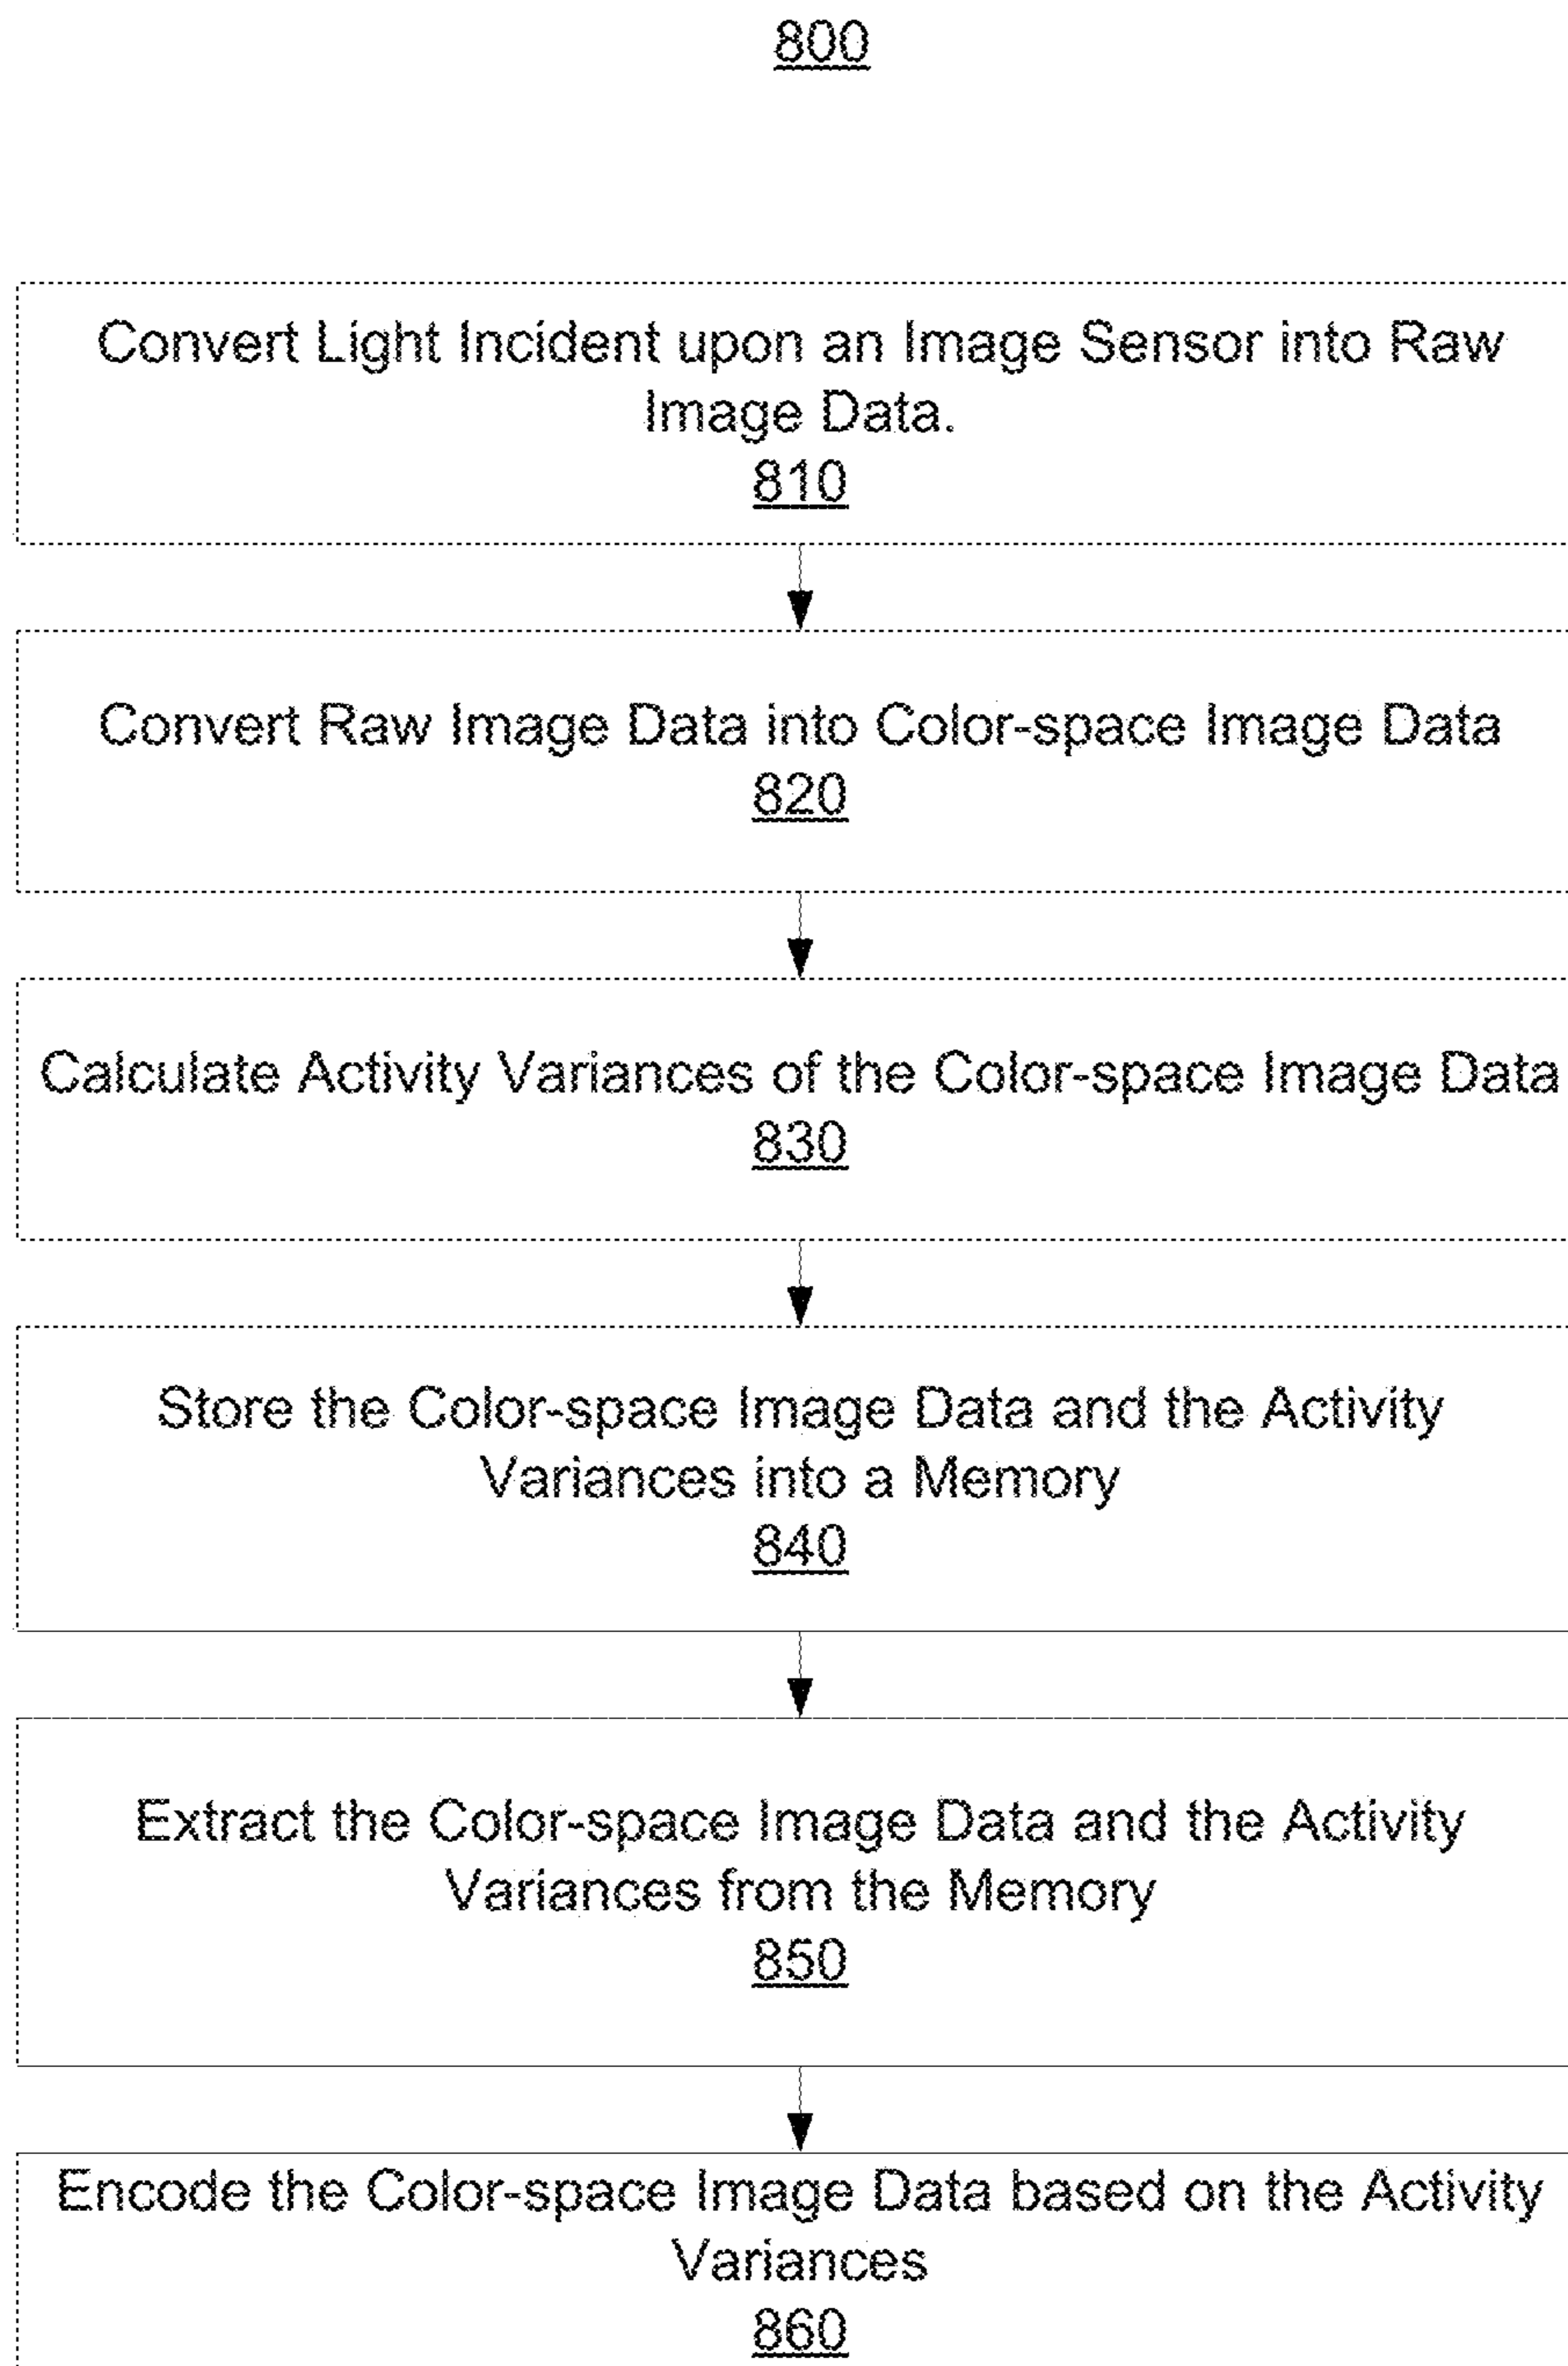 800
Convert Light Incident upon an Image Sensor into Raw
Image Data.
810
Convert Raw Image Data into Color-space Image Data
820
Calculate Activity Variances of the Color-space Image Data
830
Store the Color-space Image Data and the Activity
Variances into a Memory
840
Extract the Color-space Image Data and the Activity
Variances from the Memory
850
Encode the Color-space Image Data based on the Activity
Variances
860